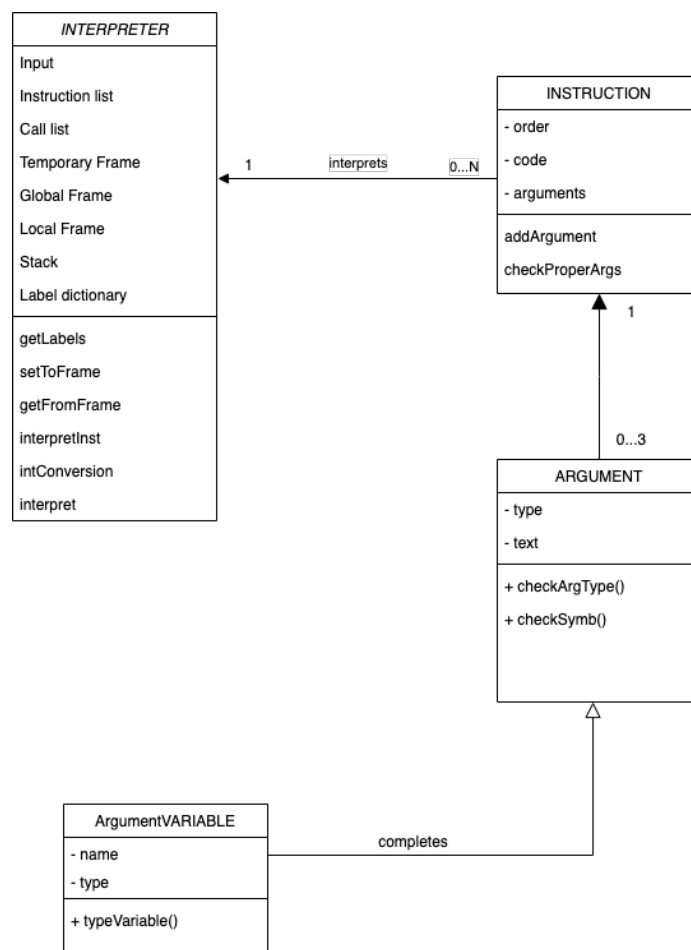 INTERPRETER
Input
Instruction list
Call list
Temporary Frame
Global Frame
Local Frame
Stack
Label dictionary
getLabels
setToFrame
getFromFrame
interpretInst
intConversion
interpret
1
interprets
0...N
INSTRUCTION
- order
- code
- arguments
addArgument
checkProperArgs
1
0...3
ARGUMENT
- type
- text
+ checkArgType()
+ checkSymb()
ArgumentVARIABLE
- name
- type
+ typeVariable()
completes